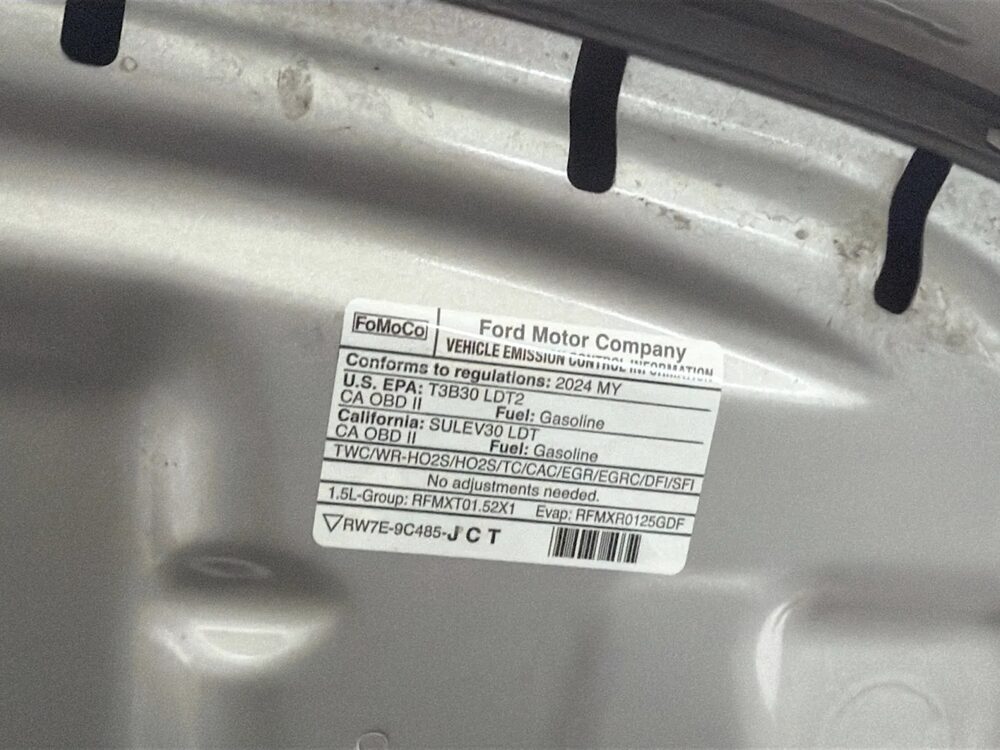 FoMoCo
Ford Motor Company
VEHICLE EMISSION CONTROL INFORMATION
Conforms to regulations: 2024 MY
U.S. EPA: T3B30 LDT2
CA OBD II Fuel: Gasoline
California: SULEV30 LDT
CA OBD II Fuel: Gasoline
TWC/WR-HO2S/HO2S/TC/CAC/EGR/EGRC/DFI/SFI
No adjustments needed.
1.5L-Group: RFMXT01.52X1 Evap: RFMXR0125GDF
RW7E-9C485-J C T